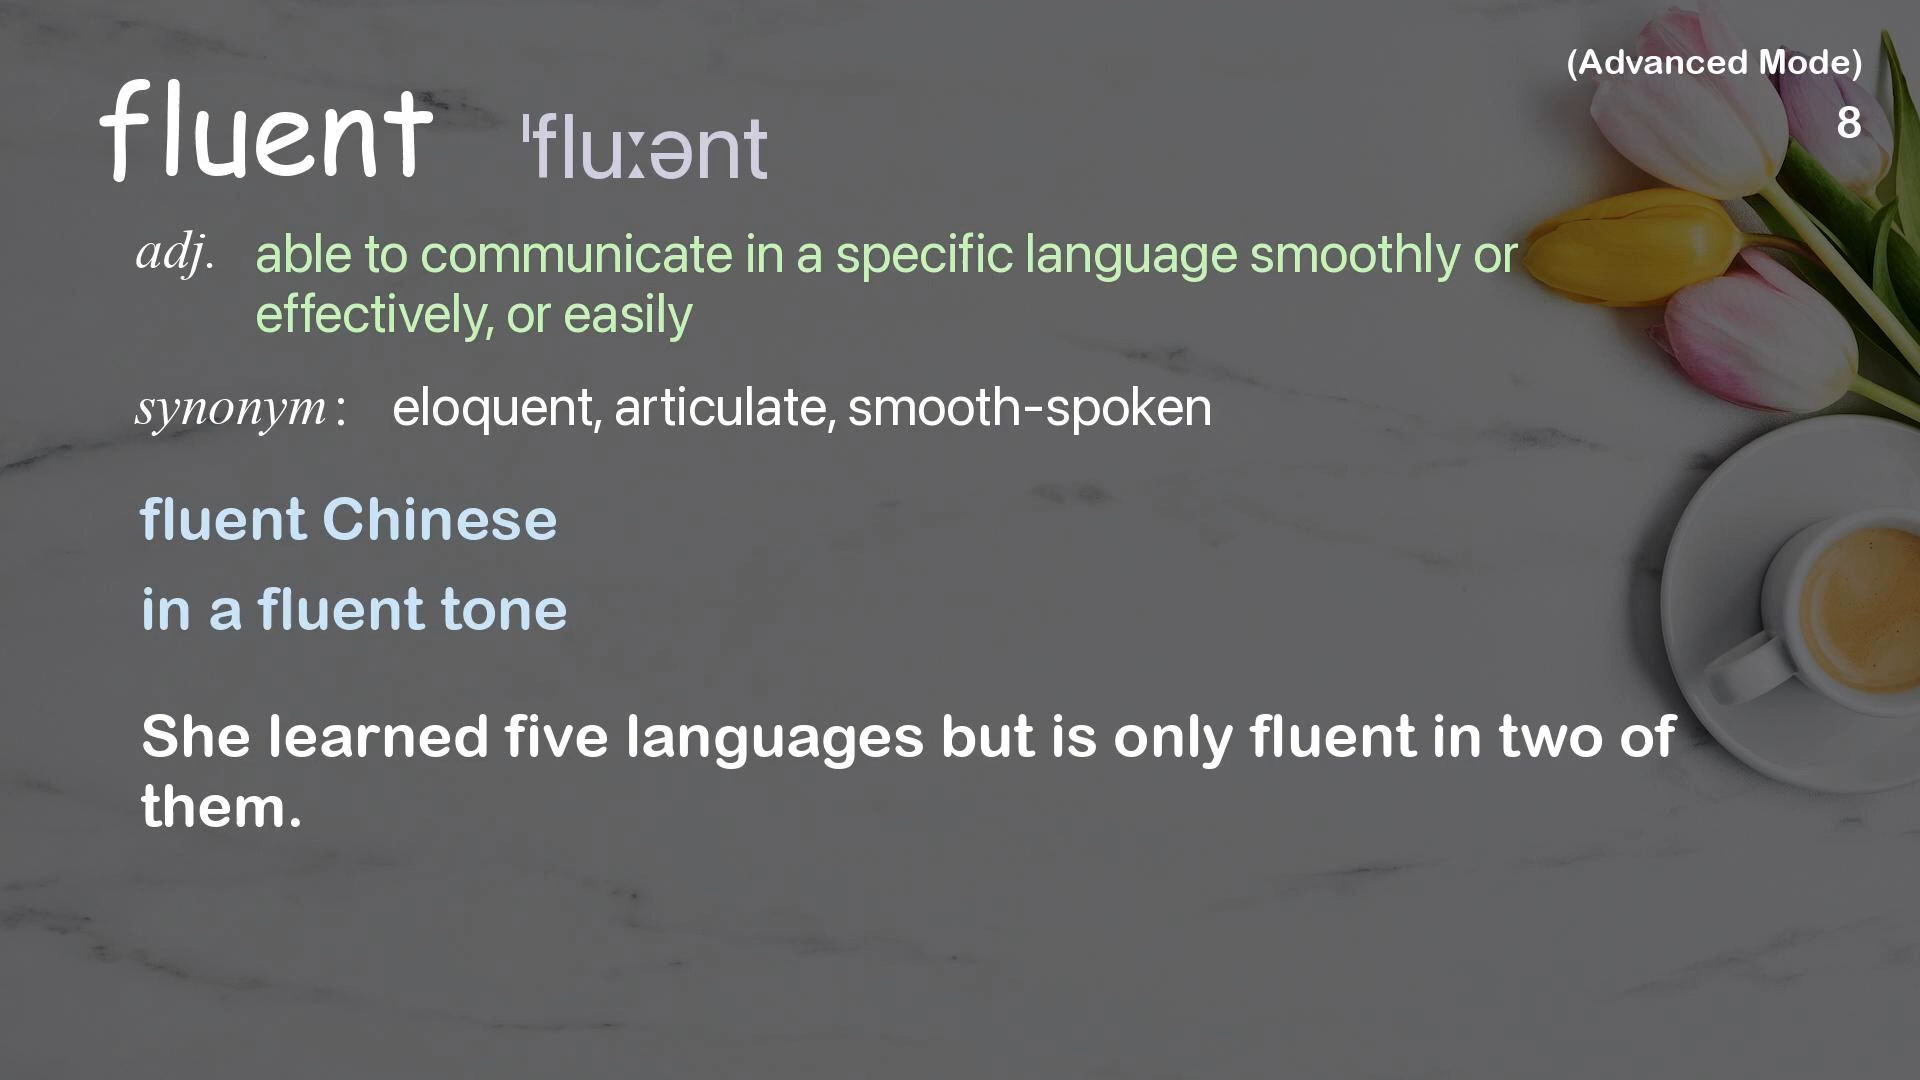 (Advanced Mode)
8
fluent ˈfluːənt
adj. able to communicate in a specific language smoothly or
effectively, or easily
synonym: eloquent, articulate, smooth-spoken
fluent Chinese
in a fluent tone
She learned five languages but is only fluent in two of
them.